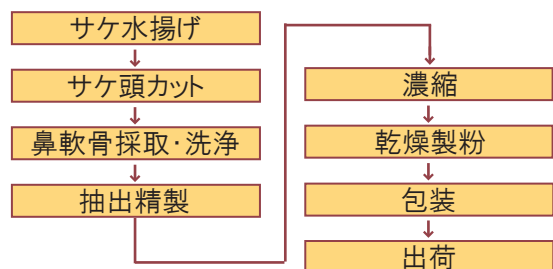 サケ水揚げ
サケ頭カット
鼻軟骨採取・洗浄
抽出精製
濃縮
乾燥製粉
包装
出荷